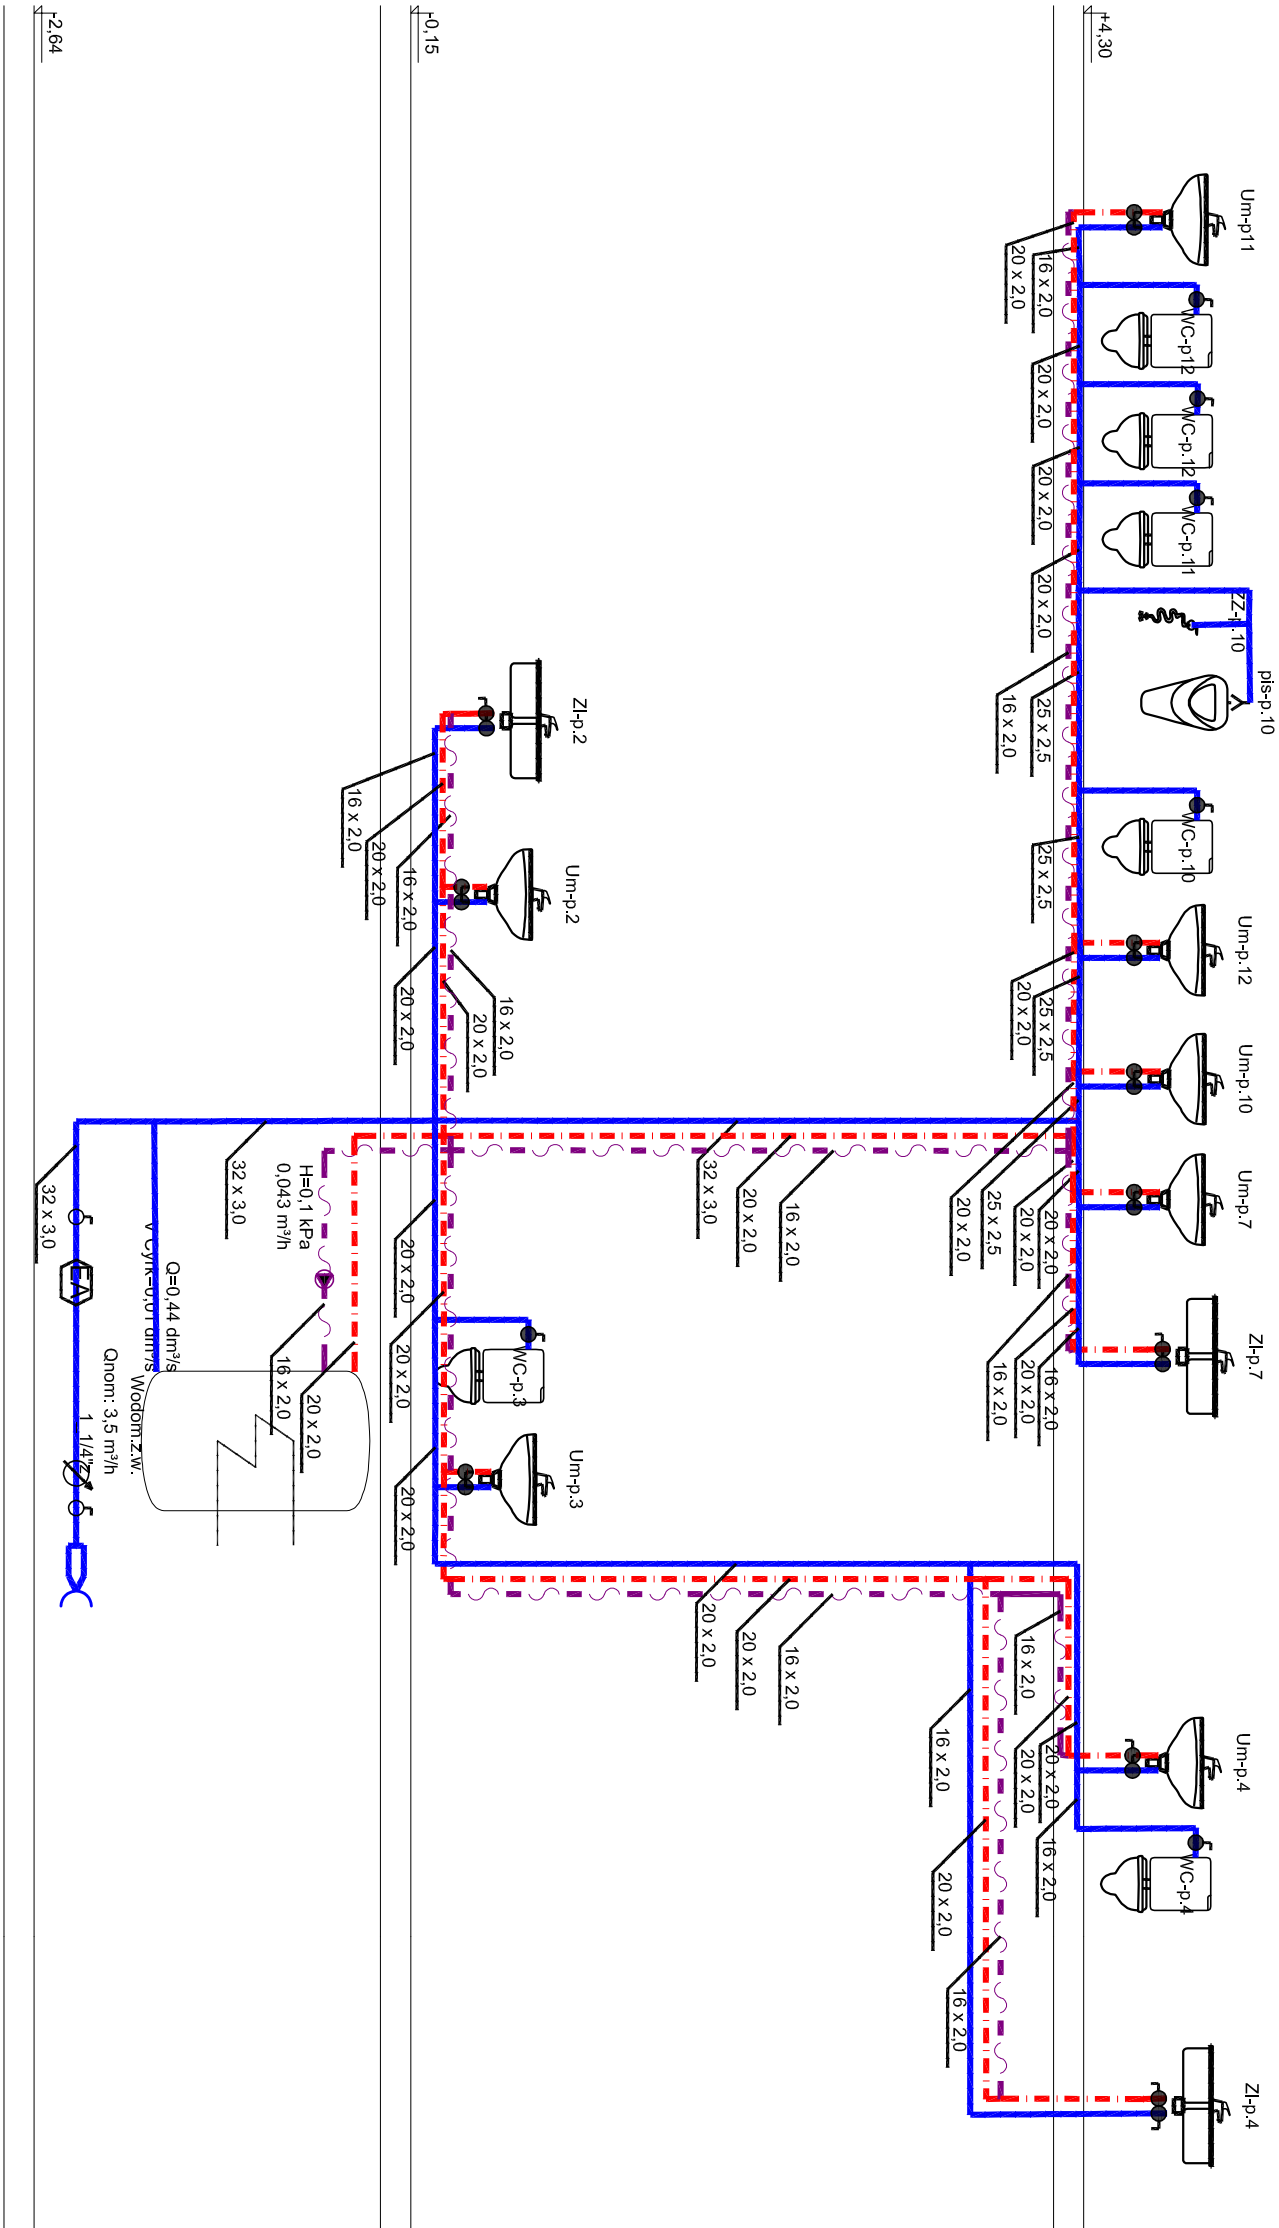 +4,30
-0,15
-2,64
Um-p11
WC-p12
WC-p.12
WC-p.11
ZZ-p.10
pis-p.10
WC-p.10
Um-p.12
Um-p.10
Um-p.7
Zl-p.7
Um-p.4
WC-p.4
Zl-p.4
16 x 2,0
20 x 2,0
20 x 2,0
20 x 2,0
20 x 2,0
25 x 2,5
16 x 2,0
25 x 2,5
25 x 2,5
20 x 2,0
20 x 2,0
20 x 2,0
25 x 2,5
20 x 2,0
16 x 2,0
20 x 2,0
16 x 2,0
16 x 2,0
20 x 2,0
20 x 2,0
16 x 2,0
16 x 2,0
20 x 2,0
16 x 2,0
16 x 2,0
20 x 2,0
32 x 3,0
16 x 2,0
20 x 2,0
20 x 2,0
Zl-p.2
Um-p.2
WC-p.3
Um-p.3
16 x 2,0
20 x 2,0
16 x 2,0
16 x 2,0
20 x 2,0
20 x 2,0
20 x 2,0
20 x 2,0
20 x 2,0
H=0,1 kPa
0,043 m³/h
32 x 3,0
20 x 2,0
16 x 2,0
Q=0,44 dm³/s
V Cyrk=0,01 dm³/s
Wodom.z.w.
Qnom: 3,5 m³/h
1 1/4"
EA
32 x 3,0